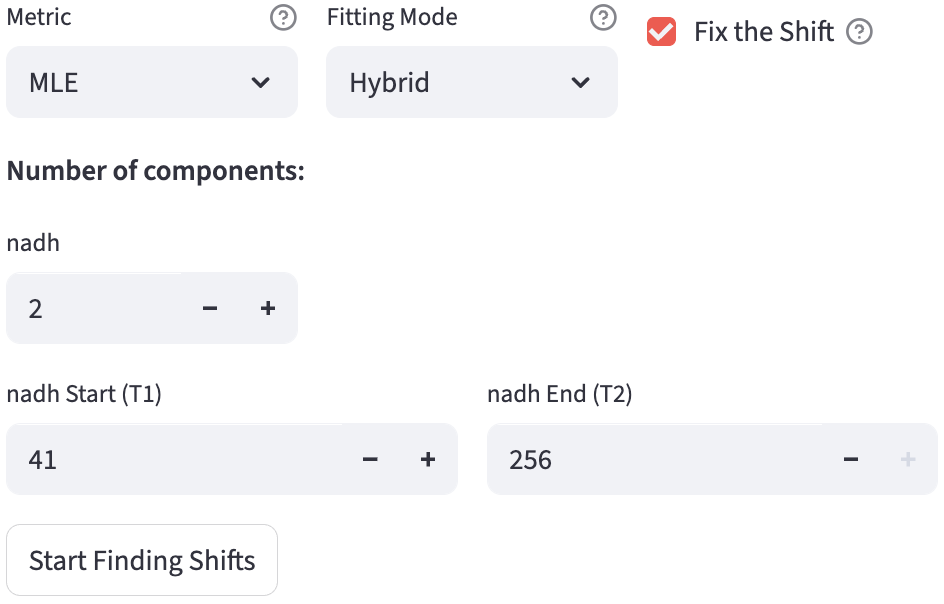 Metric
Fitting Mode
Fix the Shift
MLE
Hybrid
Number of components:
nadh
2
nadh Start (T1)
nadh End (T2)
41
256
Start Finding Shifts